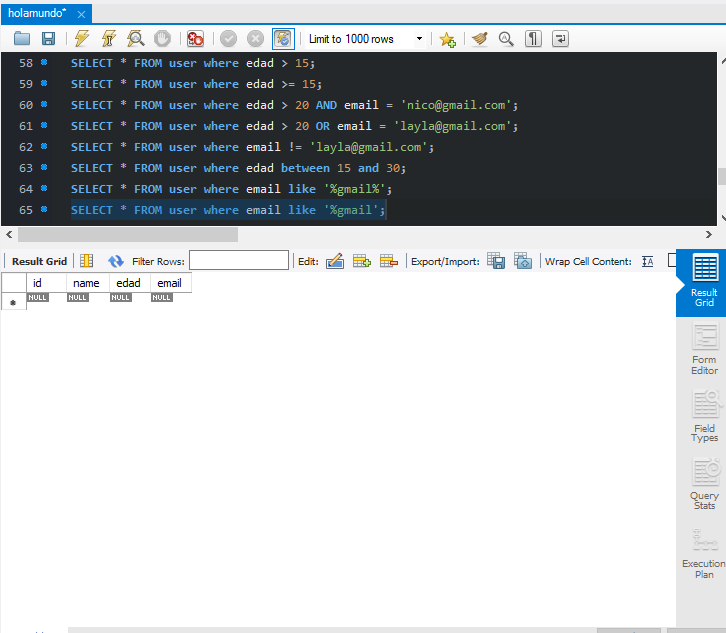 holamundo*
Limit to 1000 rows
58 SELECT * FROM user where edad > 15;
59 SELECT * FROM user where edad >= 15;
60 SELECT * FROM user where edad > 20 AND email = 'nico@gmail.com';
61 SELECT * FROM user where edad > 20 OR email = 'layla@gmail.com';
62 SELECT * FROM user where email != 'layla@gmail.com';
63 SELECT * FROM user where edad between 15 and 30;
64 SELECT * FROM user where email like '%gmail%';
65 SELECT * FROM user where email like '%gmail';
Result Grid Filter Rows: Edit: Export/Import: Wrap Cell Content:
id name edad email
NULL NULL NULL NULL
Result
Grid
Form
Editor
Field
Types
Query
Stats
Execution
Plan